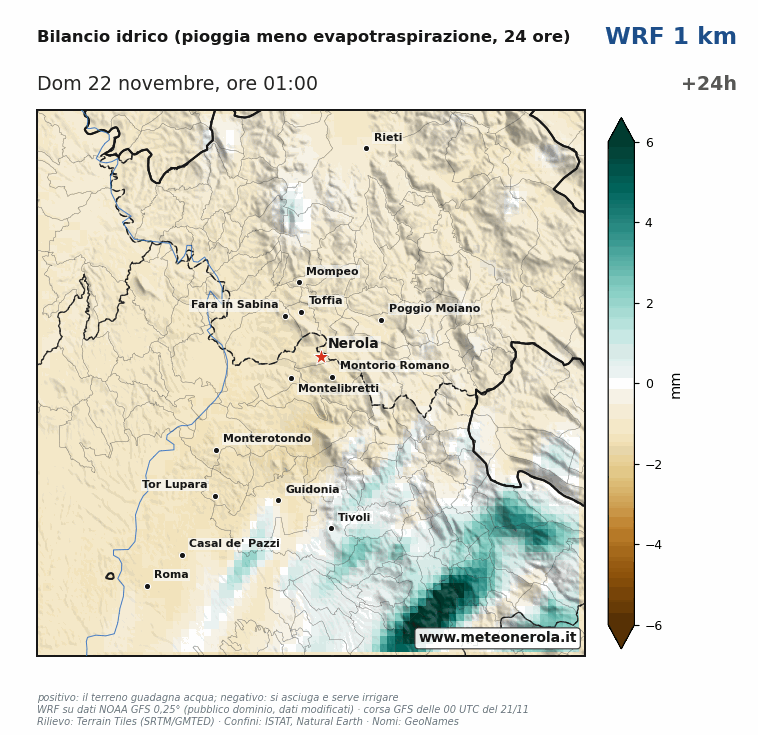 Bilancio idrico (pioggia meno evapotraspirazione, 24 ore)
WRF 1 km
Dom 22 novembre, ore 01:00
+24h
Rieti
Mompeo
Fara in Sabina
Toffia
Poggio Moiano
Nerola
Montorio Romano
Montelibretti
Monterotondo
Tor Lupara
Guidonia
Tivoli
Casal de' Pazzi
Roma
www.meteonerola.it
6
4
2
0
−2
−4
−6
mm
positivo: il terreno guadagna acqua; negativo: si asciuga e serve irrigare
WRF su dati NOAA GFS 0,25° (pubblico dominio, dati modificati) · corsa GFS delle 00 UTC del 21/11
Rilievo: Terrain Tiles (SRTM/GMTED) · Confini: ISTAT, Natural Earth · Nomi: GeoNames